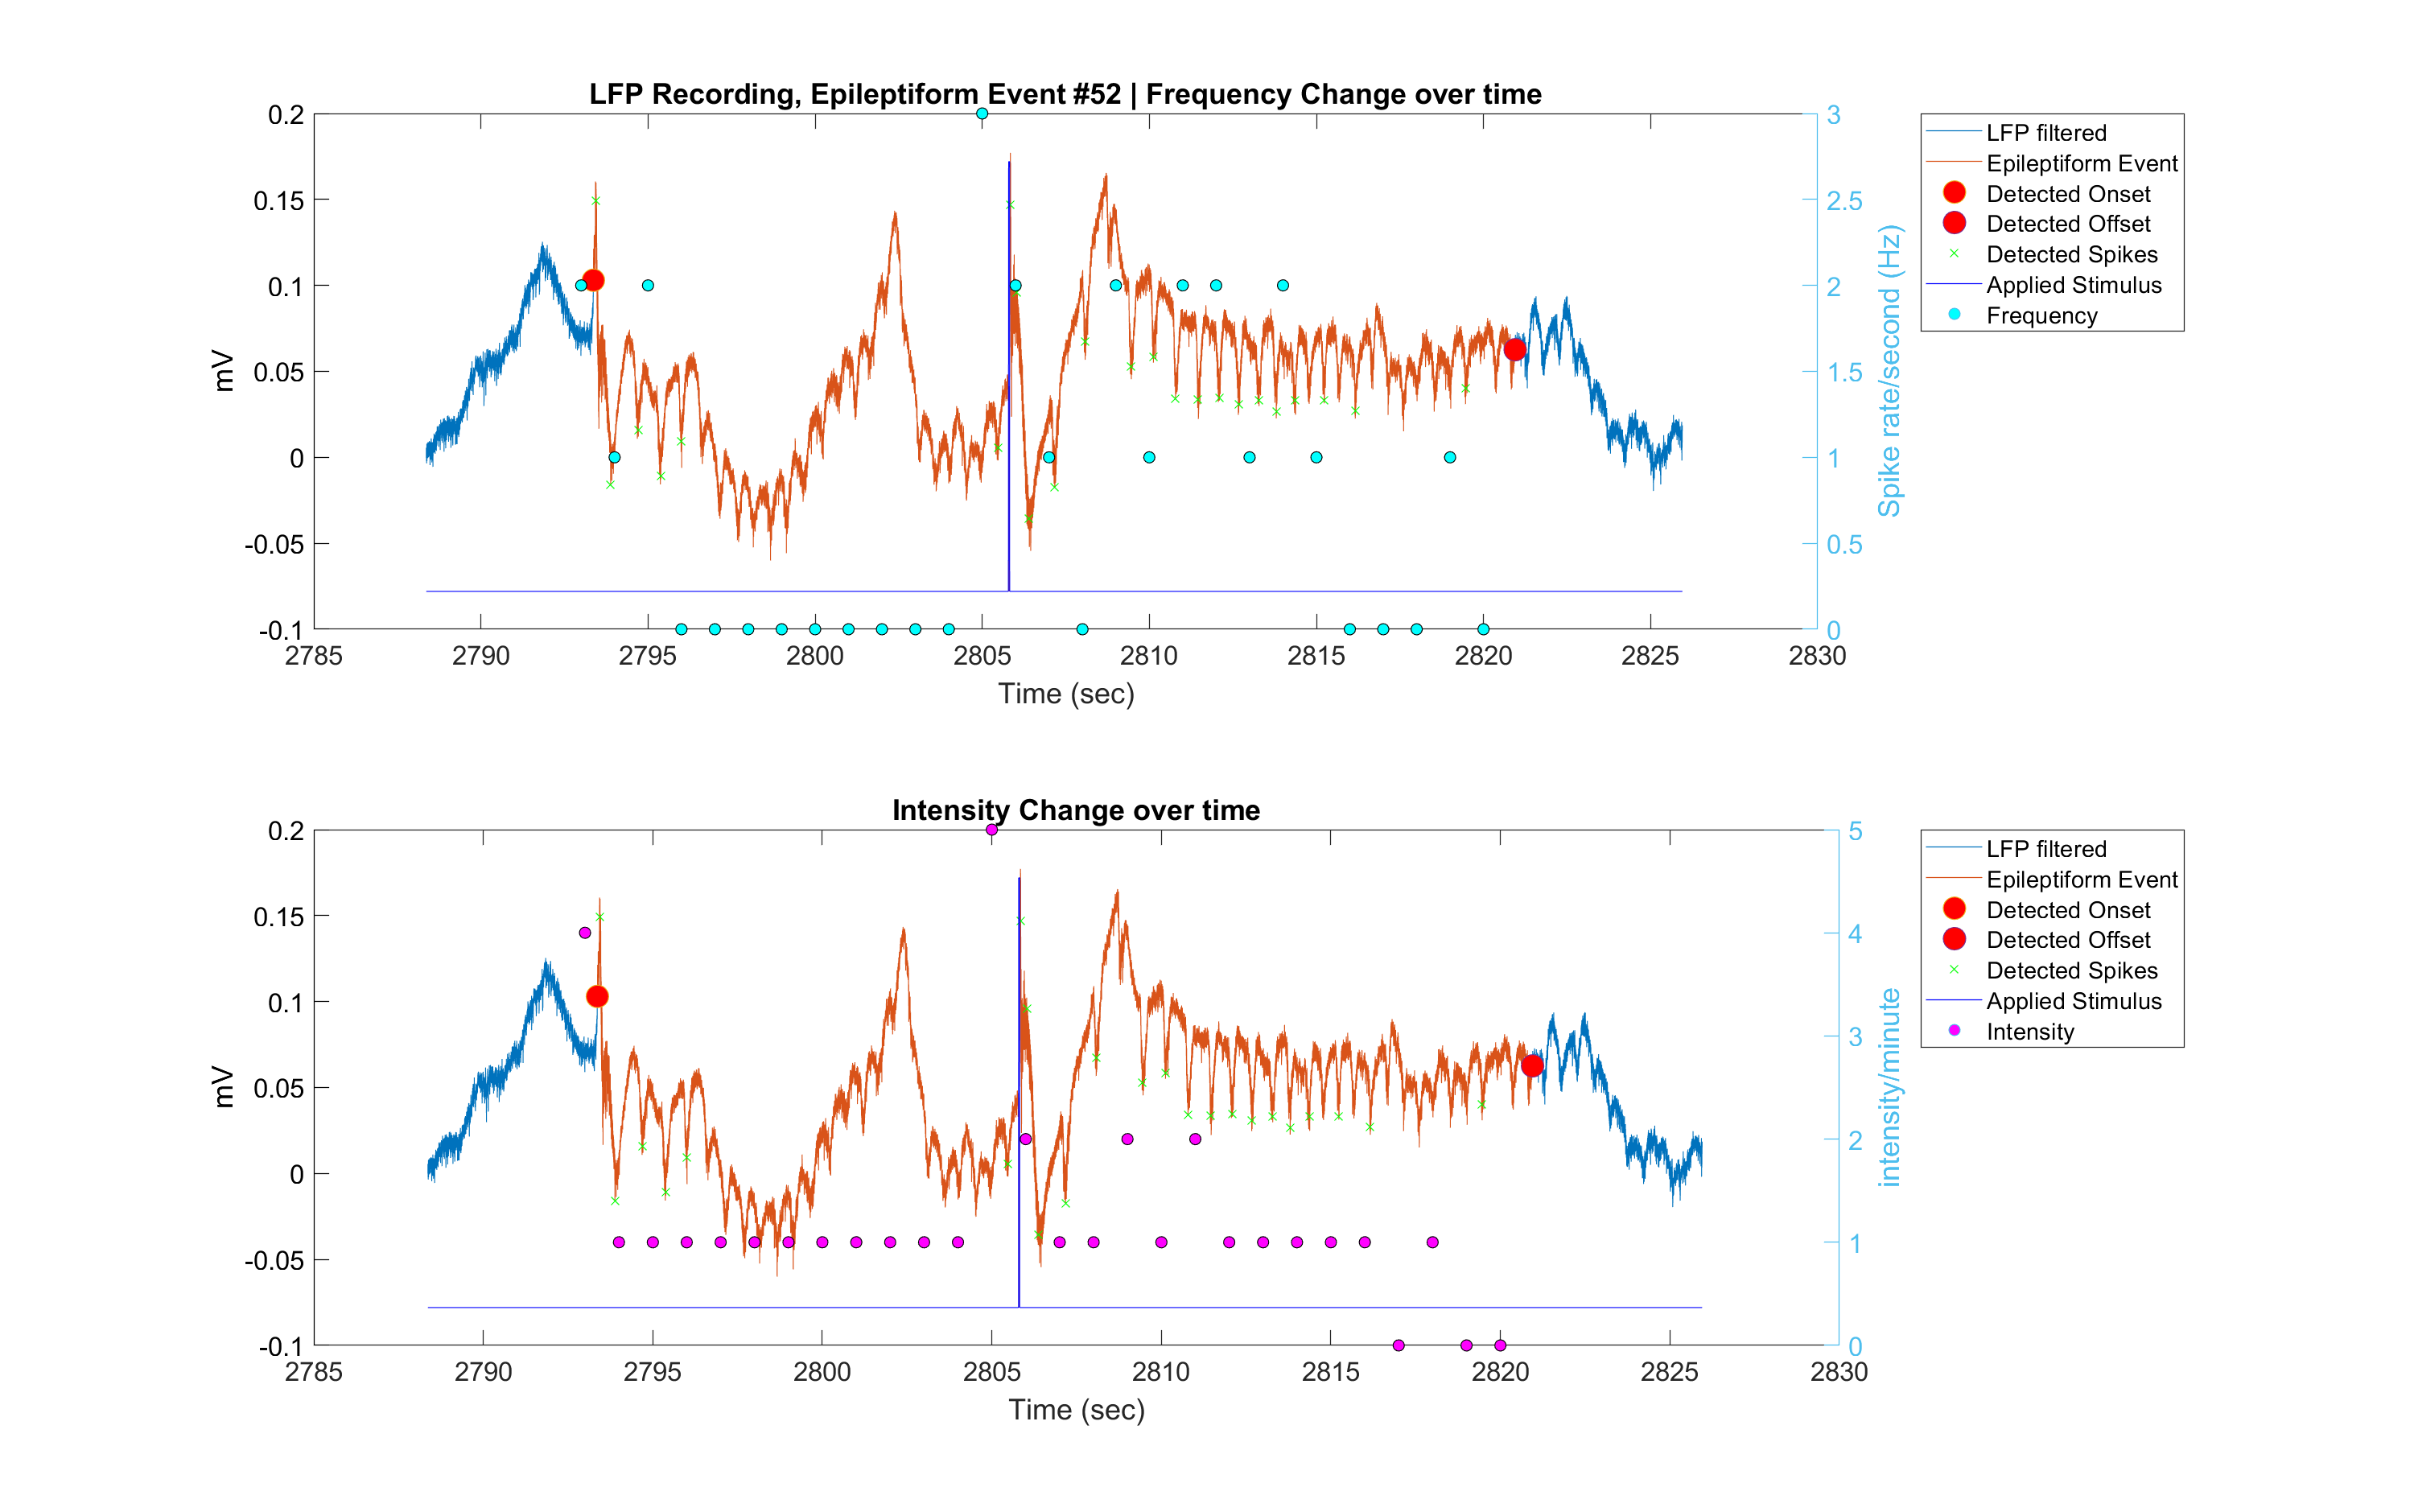 LFP Recording, Epileptiform Event #52 | Frequency Change over time
0.2
0.15
0.1
0.05
0
-0.05
-0.1
mV
2785 2790 2795 2800 2805 2810 2815 2820 2825 2830
Time (sec)
3
2.5
2
1.5
1
0.5
0
Spike rate/second (Hz)
LFP filtered
Epileptiform Event
Detected Onset
Detected Offset
Detected Spikes
Applied Stimulus
Frequency
Intensity Change over time
0.2
0.15
0.1
0.05
0
-0.05
-0.1
mV
2785 2790 2795 2800 2805 2810 2815 2820 2825 2830
Time (sec)
5
4
3
2
1
0
intensity/minute
LFP filtered
Epileptiform Event
Detected Onset
Detected Offset
Detected Spikes
Applied Stimulus
Intensity